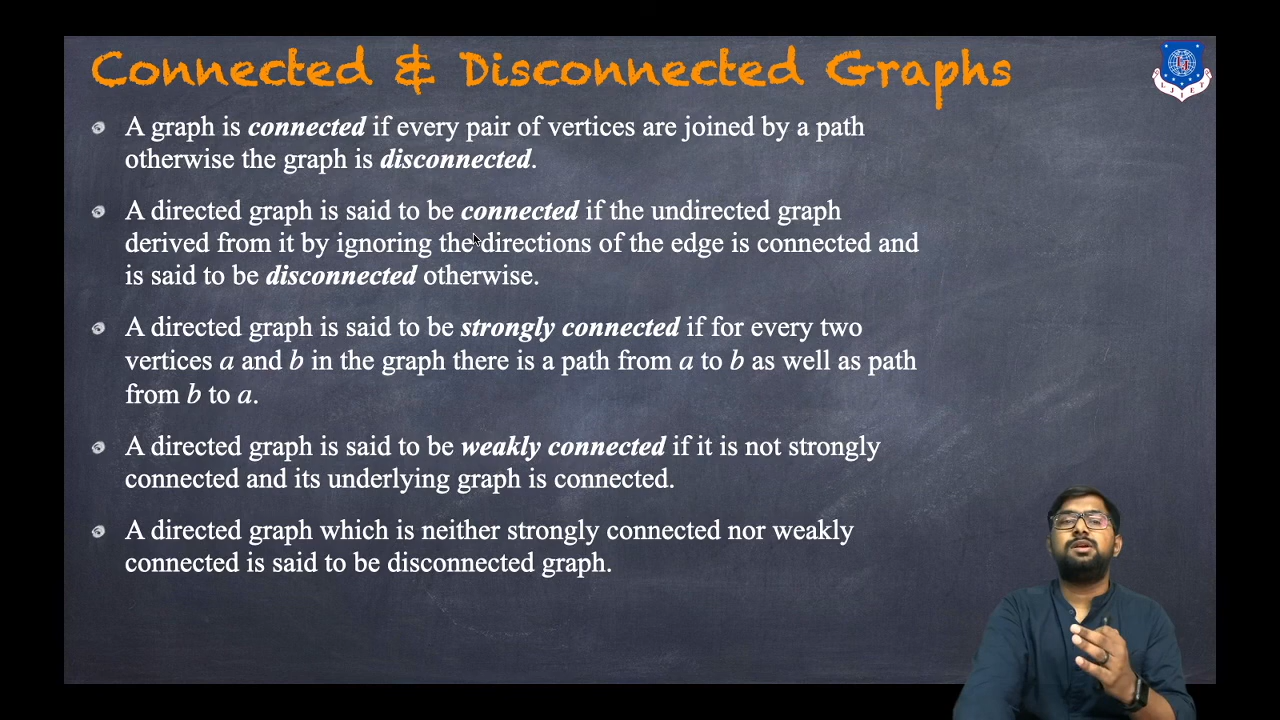 Connected & Disconnected Graphs
A graph is connected if every pair of vertices are joined by a path
otherwise the graph is disconnected.
A directed graph is said to be connected if the undirected graph
derived from it by ignoring the directions of the edge is connected and
is said to be disconnected otherwise.
A directed graph is said to be strongly connected if for every two
vertices a and b in the graph there is a path from a to b as well as path
from b to a.
A directed graph is said to be weakly connected if it is not strongly
connected and its underlying graph is connected.
A directed graph which is neither strongly connected nor weakly
connected is said to be disconnected graph.